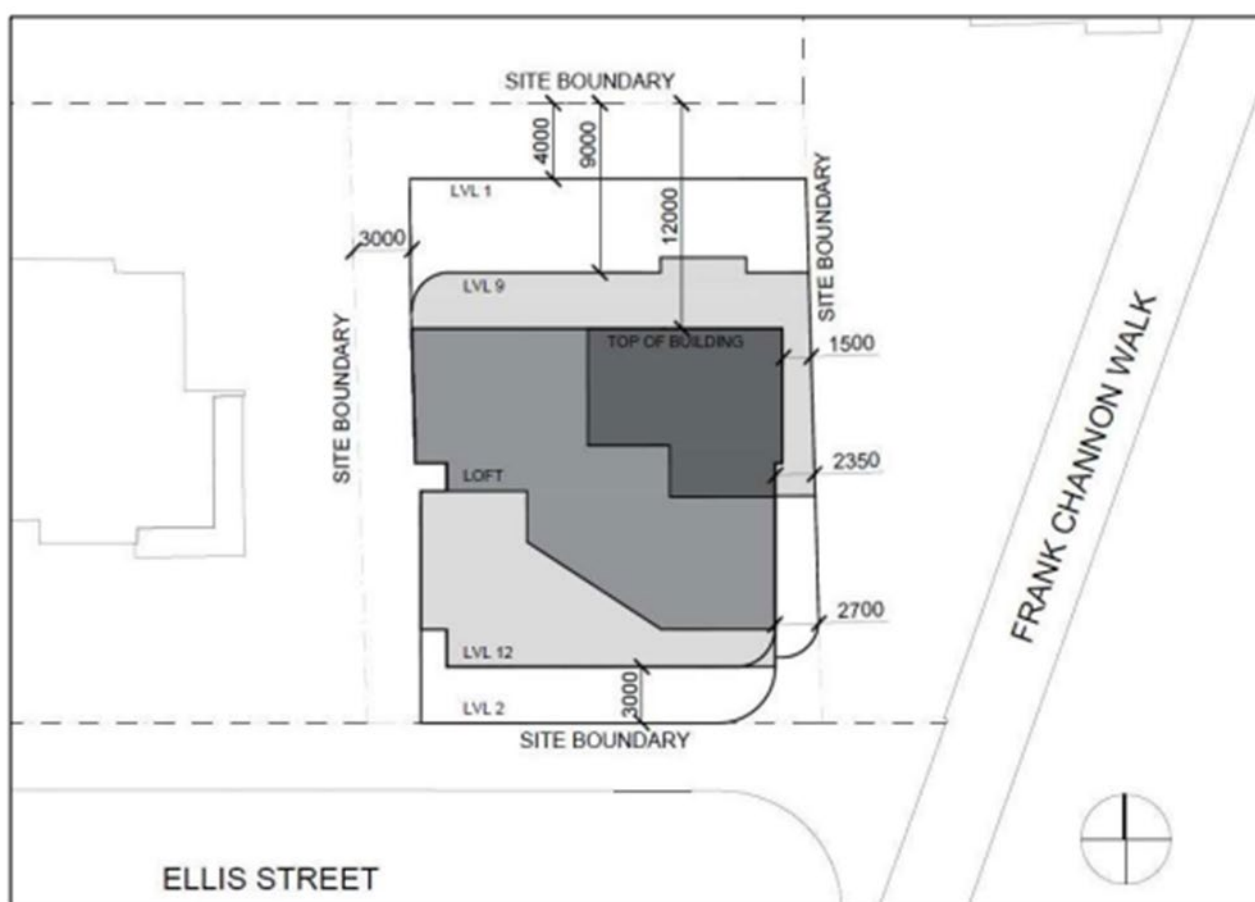 SITE BOUNDARY
4000
9000
12000
LVL 1
3000
SITE BOUNDARY
LVL 9
TOP OF BUILDING
1500
SITE BOUNDARY
FRANK CHANNON WALK
LOFT
2350
2700
LVL 12
3000
LVL 2
SITE BOUNDARY
ELLIS STREET